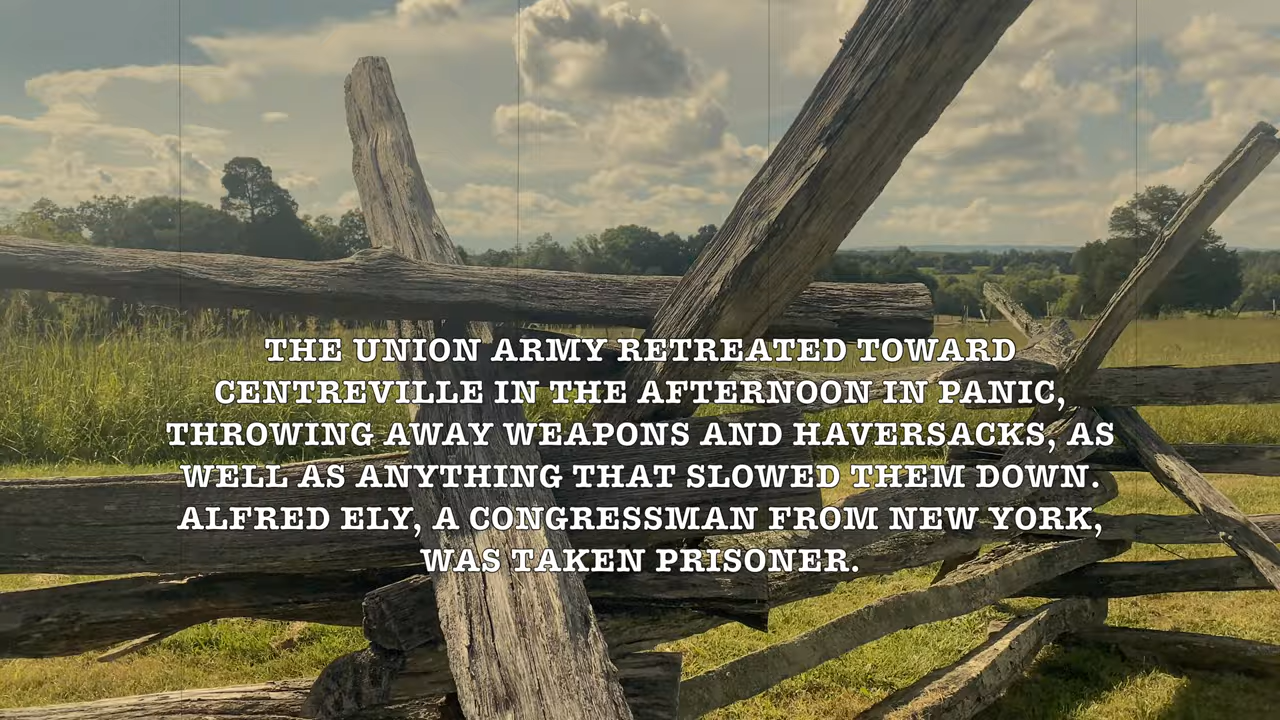 THE UNION ARMY RETREATED TOWARD
CENTREVILLE IN THE AFTERNOON IN PANIC,
THROWING AWAY WEAPONS AND HAVERSACKS, AS
WELL AS ANYTHING THAT SLOWED THEM DOWN.
ALFRED ELY, A CONGRESSMAN FROM NEW YORK,
WAS TAKEN PRISONER.